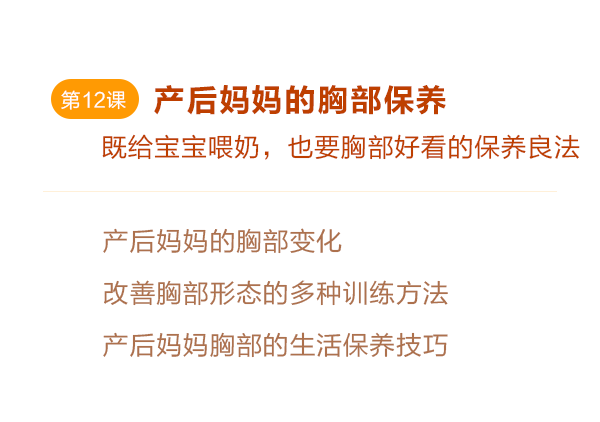 第12课 产后妈妈的胸部保养
既给宝宝喂奶，也要胸部好看的保养良法
产后妈妈的胸部变化
改善胸部形态的多种训练方法
产后妈妈胸部的生活保养技巧